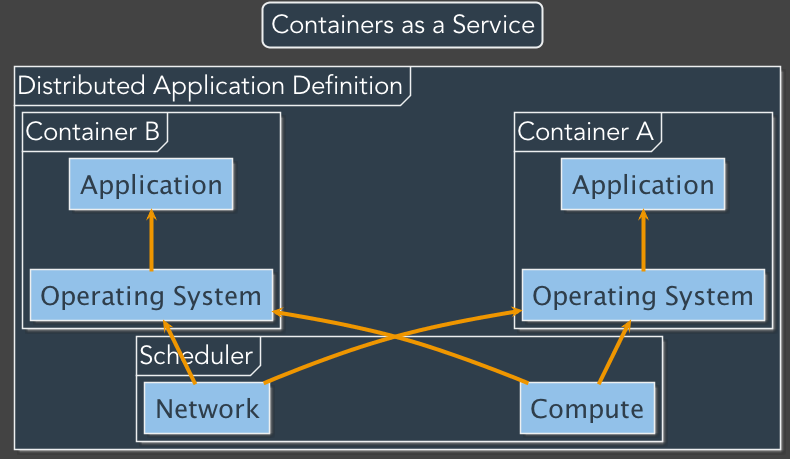 Containers as a Service
Distributed Application Definition
Container B
Container A
Application
Application
Operating System
Operating System
Scheduler
Network
Compute